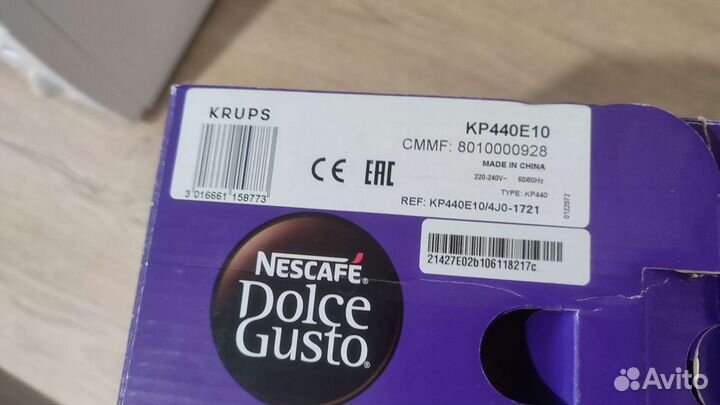 KRUPS
3 016661 158773
CE EAC
KP440E10
CMMF: 8010000928
MADE IN CHINA
220-240V~ 50/60Hz
TYPE: KP440
REF: KP440E10/4J0-1721
0122972
21427E02b106118217c
NESCAFÉ®
Dolce
Gusto®
Avito